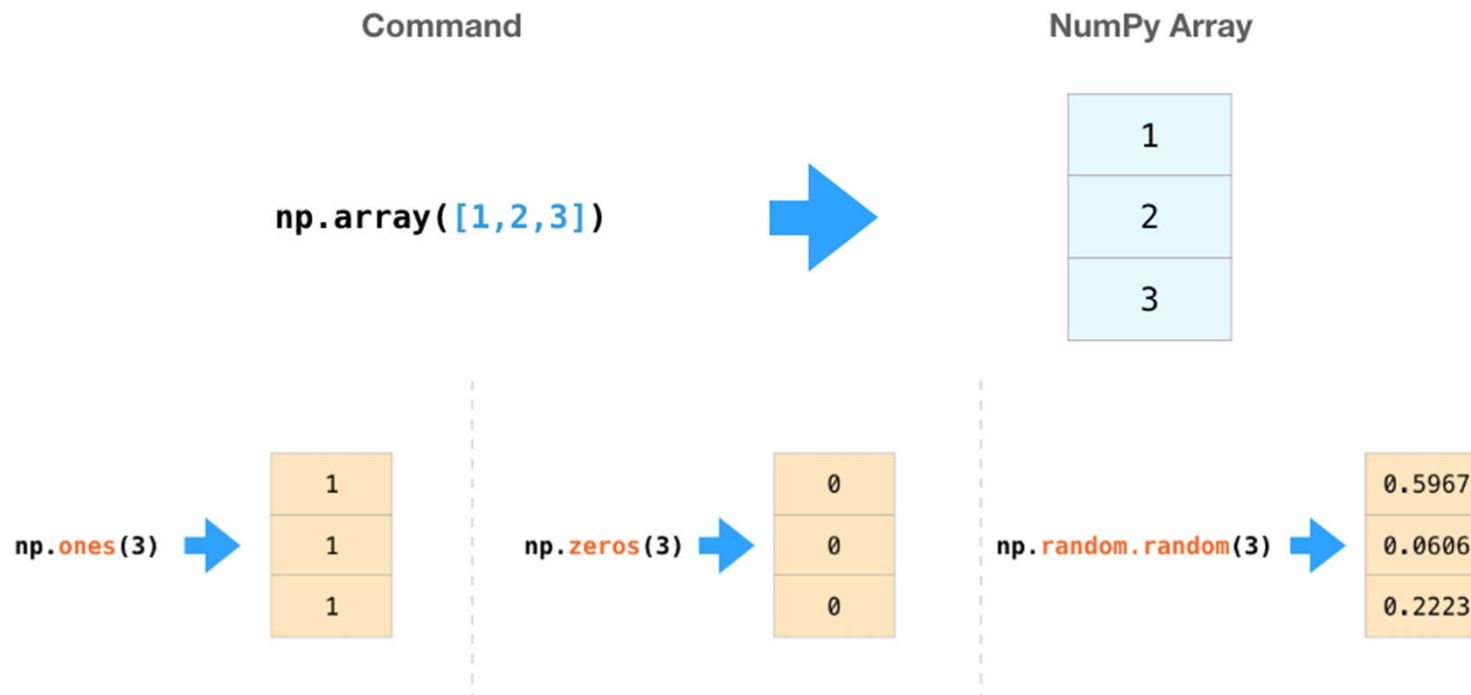 Command
NumPy Array
np.array([1,2,3])
1
2
3
np.ones(3)
1
1
1
np.zeros(3)
0
0
0
np.random.random(3)
0.5967
0.0606
0.2223